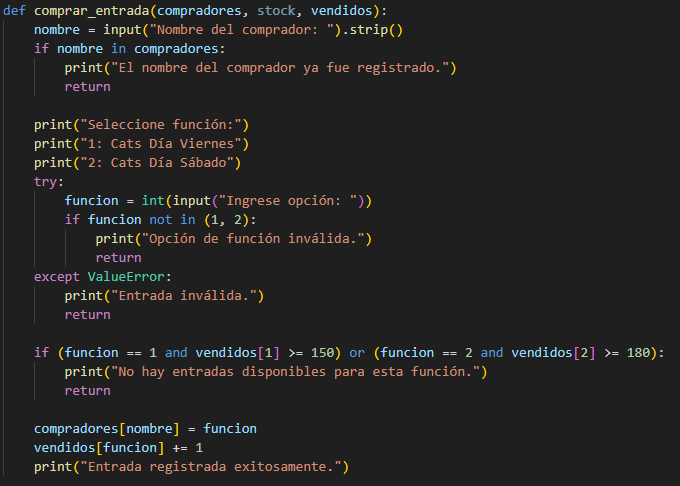 def comprar_entrada(compradores, stock, vendidos):
    nombre = input("Nombre del comprador: ").strip()
    if nombre in compradores:
        print("El nombre del comprador ya fue registrado.")
        return

    print("Seleccione función:")
    print("1: Cats Día Viernes")
    print("2: Cats Día Sábado")
    try:
        funcion = int(input("Ingrese opción: "))
        if funcion not in (1, 2):
            print("Opción de función inválida.")
            return
    except ValueError:
        print("Entrada inválida.")
        return

    if (funcion == 1 and vendidos[1] >= 150) or (funcion == 2 and vendidos[2] >= 180):
        print("No hay entradas disponibles para esta función.")
        return

    compradores[nombre] = funcion
    vendidos[funcion] += 1
    print("Entrada registrada exitosamente.")